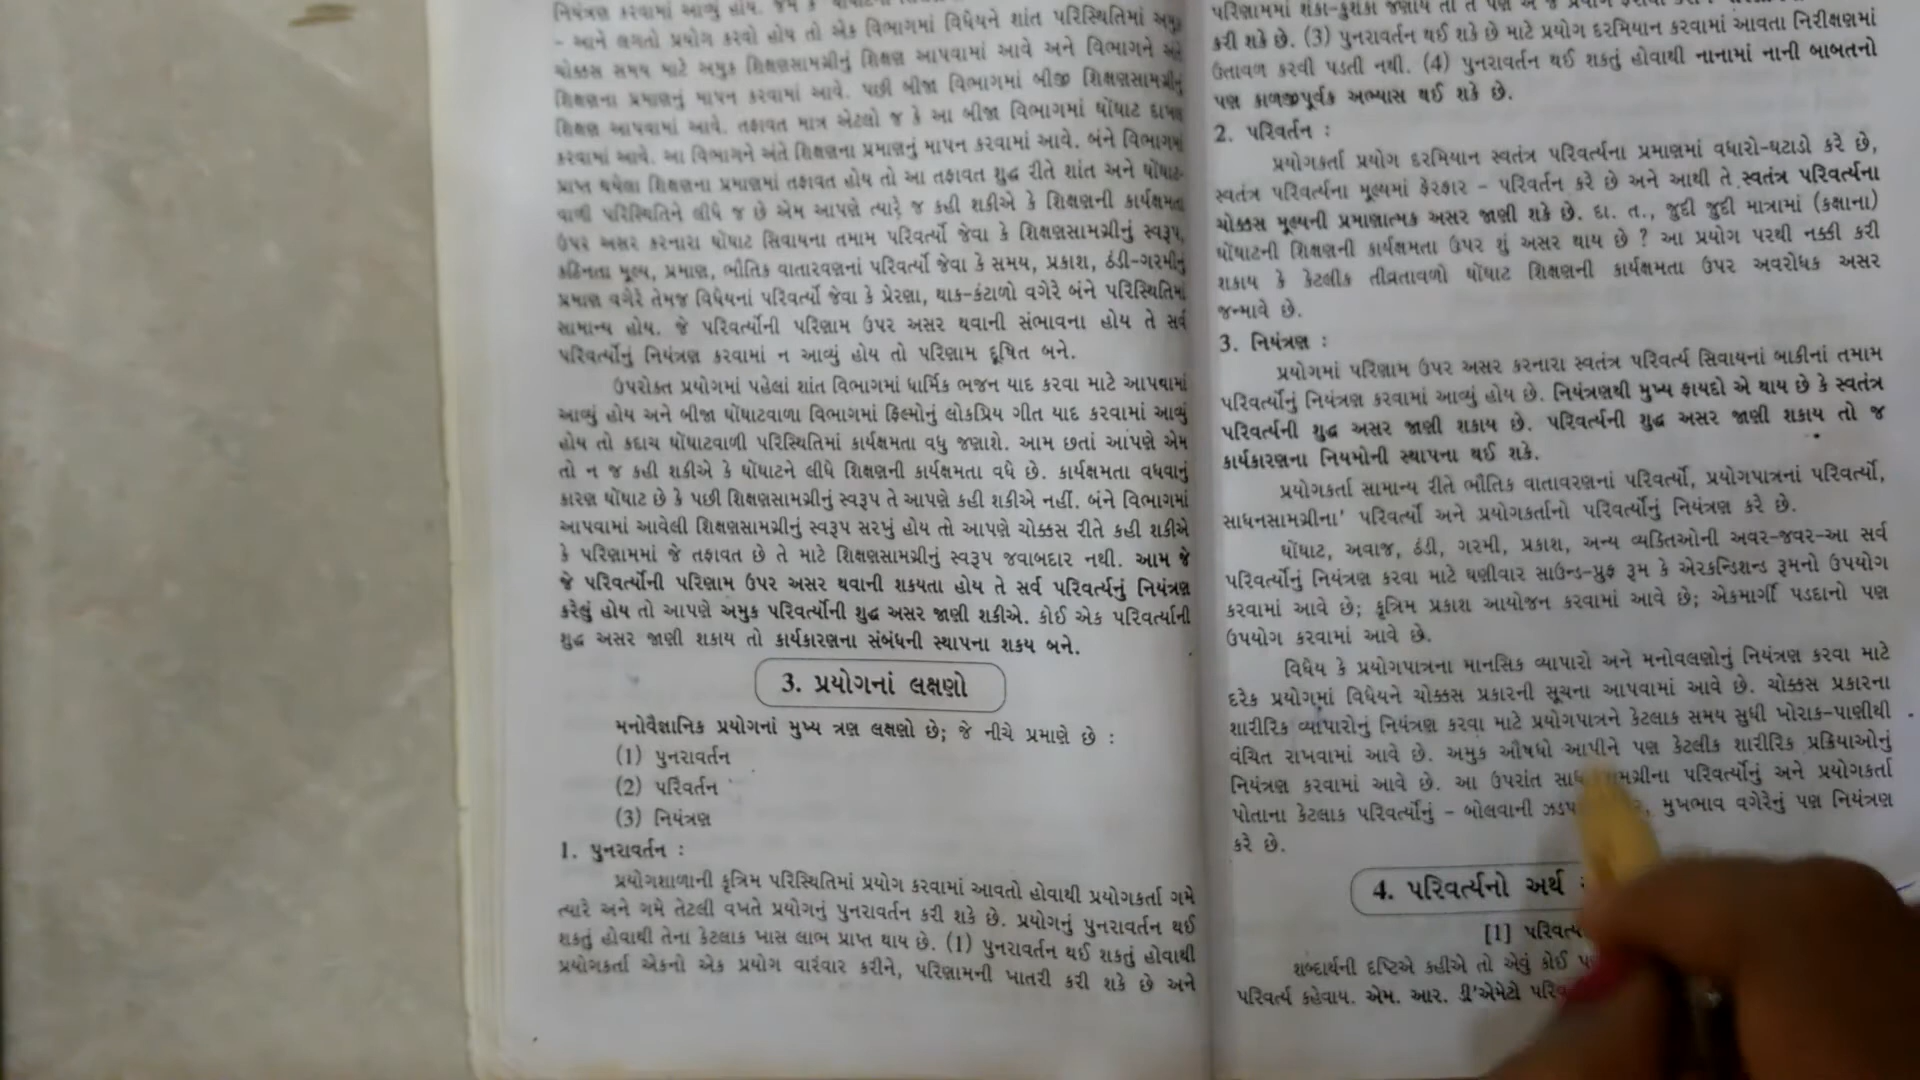 નિયંત્રણ કરવામાં આવ્યું હોય. જેમ કે
- આને લગતો પ્રયોગ કરવો હોય તો એક વિભાગમાં વિધેયને શાંત પરિસ્થિતિમાં અમુક
ચોક્કસ સમય માટે અમુક શિક્ષણસામગ્રીનું શિક્ષણ આપવામાં આવે અને વિભાગને અંતે
શિક્ષણના પ્રમાણનું માપન કરવામાં આવે. પછી બીજા વિભાગમાં બીજી શિક્ષણસામગ્રીનું
શિક્ષણ આપવામાં આવે. તફાવત માત્ર એટલો જ કે આ બીજા વિભાગમાં ઘોંઘાટ દાખલ
કરવામાં આવે. આ વિભાગને અંતે શિક્ષણના પ્રમાણનું માપન કરવામાં આવે. બંને વિભાગમાં
પ્રાપ્ત થયેલા શિક્ષણના પ્રમાણમાં તફાવત હોય તો આ તફાવત શુદ્ધ રીતે શાંત અને ઘોંઘાટ-
વાળી પરિસ્થિતિને લીધે જ છે એમ આપણે ત્યારે જ કહી શકીએ કે શિક્ષણની કાર્યક્ષમતા
ઉપર અસર કરનારા ઘોંઘાટ સિવાયના તમામ પરિવર્ત્યો જેવા કે શિક્ષણસામગ્રીનું સ્વરૂપ,
કઠિનતા મૂલ્ય, પ્રમાણ, ભૌતિક વાતારવણનાં પરિવર્ત્યો જેવા કે સમય, પ્રકાશ, ઠંડી-ગરમીનું
પ્રમાણ વગેરે તેમજ વિધેયનાં પરિવર્ત્યો જેવા કે પ્રેરણા, થાક-કંટાળો વગેરે બંને પરિસ્થિતિમાં
સામાન્ય હોય. જે પરિવર્ત્યોની પરિણામ ઉપર અસર થવાની સંભાવના હોય તે સર્વ
પરિવર્ત્યોનું નિયંત્રણ કરવામાં ન આવ્યું હોય તો પરિણામ દૂષિત બને.
ઉપરોક્ત પ્રયોગમાં પહેલાં શાંત વિભાગમાં ધાર્મિક ભજન યાદ કરવા માટે આપવામાં
આવ્યું હોય અને બીજા ઘોંઘાટવાળા વિભાગમાં ફિલ્મોનું લોકપ્રિય ગીત યાદ કરવામાં આવ્યું
હોય તો કદાચ ઘોંઘાટવાળી પરિસ્થિતિમાં કાર્યક્ષમતા વધુ જણાશે. આમ છતાં આપણે એમ
તો ન જ કહી શકીએ કે ઘોંઘાટને લીધે શિક્ષણની કાર્યક્ષમતા વધે છે. કાર્યક્ષમતા વધવાનું
કારણ ઘોંઘાટ છે કે પછી શિક્ષણસામગ્રીનું સ્વરૂપ તે આપણે કહી શકીએ નહીં. બંને વિભાગમાં
આપવામાં આવેલી શિક્ષણસામગ્રીનું સ્વરૂપ સરખું હોય તો આપણે ચોક્કસ રીતે કહી શકીએ
કે પરિણામમાં જે તફાવત છે તે માટે શિક્ષણસામગ્રીનું સ્વરૂપ જવાબદાર નથી. આમ જે
જે પરિવર્ત્યોની પરિણામ ઉપર અસર થવાની શક્યતા હોય તે સર્વ પરિવર્ત્યનું નિયંત્રણ
કરેલું હોય તો આપણે અમુક પરિવર્ત્યોની શુદ્ધ અસર જાણી શકીએ. કોઈ એક પરિવર્ત્યાની
શુદ્ધ અસર જાણી શકાય તો કાર્યકારણના સંબંધની સ્થાપના શક્ય બને.
3. પ્રયોગનાં લક્ષણો
મનોવૈજ્ઞાનિક પ્રયોગનાં મુખ્ય ત્રણ લક્ષણો છે; જે નીચે પ્રમાણે છે :
(1) પુનરાવર્તન
(2) પરિવર્તન
(3) નિયંત્રણ
1. પુનરાવર્તન :
પ્રયોગશાળાની કૃત્રિમ પરિસ્થિતિમાં પ્રયોગ કરવામાં આવતો હોવાથી પ્રયોગકર્તા ગમે
ત્યારે અને ગમે તેટલી વખતે પ્રયોગનું પુનરાવર્તન કરી શકે છે. પ્રયોગનું પુનરાવર્તન થઈ
શકતું હોવાથી તેના કેટલાક ખાસ લાભ પ્રાપ્ત થાય છે. (1) પુનરાવર્તન થઈ શકતું હોવાથી
પ્રયોગકર્તા એકનો એક પ્રયોગ વારંવાર કરીને, પરિણામની ખાતરી કરી શકે છે અને
પરિણામમાં શંકા-કુશંકા જણાય તો તે પણ એ જ પ્રયોગ
કરી શકે છે. (3) પુનરાવર્તન થઈ શકે છે માટે પ્રયોગ દરમિયાન કરવામાં આવતા નિરીક્ષણમાં
ઉતાવળ કરવી પડતી નથી. (4) પુનરાવર્તન થઈ શકતું હોવાથી નાનામાં નાની બાબતનો
પણ કાળજીપૂર્વક અભ્યાસ થઈ શકે છે.
2. પરિવર્તન :
પ્રયોગકર્તા પ્રયોગ દરમિયાન સ્વતંત્ર પરિવર્ત્યના પ્રમાણમાં વધારો-ઘટાડો કરે છે,
સ્વતંત્ર પરિવર્ત્યના મૂલ્યમાં ફેરફાર - પરિવર્તન કરે છે અને આથી તે સ્વતંત્ર પરિવર્ત્યના
ચોક્કસ મૂલ્યની પ્રમાણાત્મક અસર જાણી શકે છે. દા. ત., જુદી જુદી માત્રામાં (કક્ષાના)
ઘોંઘાટની શિક્ષણની કાર્યક્ષમતા ઉપર શું અસર થાય છે ? આ પ્રયોગ પરથી નક્કી કરી
શકાય કે કેટલીક તીવ્રતાવળો ઘોંઘાટ શિક્ષણની કાર્યક્ષમતા ઉપર અવરોધક અસર
જન્માવે છે.
3. નિયંત્રણ :
પ્રયોગમાં પરિણામ ઉપર અસર કરનારા સ્વતંત્ર પરિવર્ત્ય સિવાયનાં બાકીનાં તમામ
પરિવર્ત્યોનું નિયંત્રણ કરવામાં આવ્યું હોય છે. નિયંત્રણથી મુખ્ય ફાયદો એ થાય છે કે સ્વતંત્ર
પરિવર્ત્યની શુદ્ધ અસર જાણી શકાય છે. પરિવર્ત્યની શુદ્ધ અસર જાણી શકાય તો જ
કાર્યકારણના નિયમોની સ્થાપના થઈ શકે.
પ્રયોગકર્તા સામાન્ય રીતે ભૌતિક વાતાવરણનાં પરિવર્ત્યો, પ્રયોગપાત્રનાં પરિવર્ત્યો,
સાધનસામગ્રીના' પરિવર્ત્યો અને પ્રયોગકર્તાનો પરિવર્ત્યોનું નિયંત્રણ કરે છે.
ઘોંઘાટ, અવાજ, ઠંડી, ગરમી, પ્રકાશ, અન્ય વ્યક્તિઓની અવર-જવર-આ સર્વ
પરિવર્ત્યોનું નિયંત્રણ કરવા માટે ઘણીવાર સાઉન્ડ-પ્રુફ રૂમ કે એરકન્ડિશન્ડ રૂમનો ઉપયોગ
કરવામાં આવે છે; કૃત્રિમ પ્રકાશ આયોજન કરવામાં આવે છે; એકમાર્ગી પડદાનો પણ
ઉપયોગ કરવામાં આવે છે.
વિધેય કે પ્રયોગપાત્રના માનસિક વ્યાપારો અને મનોવલણોનું નિયંત્રણ કરવા માટે
દરેક પ્રયોગમાં વિધેયને ચોક્કસ પ્રકારની સૂચના આપવામાં આવે છે. ચોક્કસ પ્રકારના
શારીરિક વ્યાપારોનું નિયંત્રણ કરવા માટે પ્રયોગપાત્રને કેટલાક સમય સુધી ખોરાક-પાણીથી
વંચિત રાખવામાં આવે છે. અમુક ઔષધો આપીને પણ કેટલીક શારીરિક પ્રક્રિયાઓનું
નિયંત્રણ કરવામાં આવે છે. આ ઉપરાંત પરિવર્ત્યોનું અને પ્રયોગકર્તા
પોતાના કેટલાક પરિવર્ત્યોનું - બોલવાની મુખભાવ વગેરેનું પણ નિયંત્રણ
કરે છે.
4. પરિવર્ત્યનો અર્થ
[1]
શબ્દાર્થની દષ્ટિએ કહીએ તો એવું કોઈ
પરિવર્ત્ય કહેવાય. એમ. આર. ડી'એમેટો